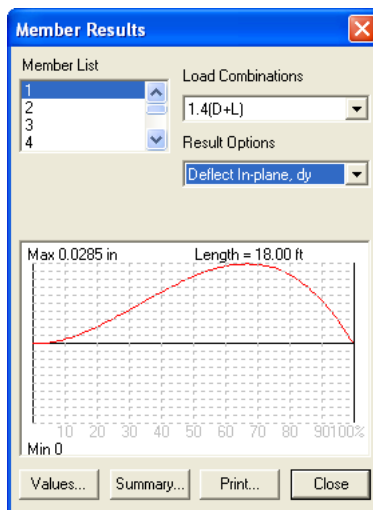 Member Results
Member List
Load Combinations
1
2
3
4
1.4(D+L)
Result Options
Deflect In-plane, dy
Max 0.0285 in Length = 18.00 ft
10 20 30 40 50 60 70 80 90100%
Min 0
Values... Summary... Print... Close